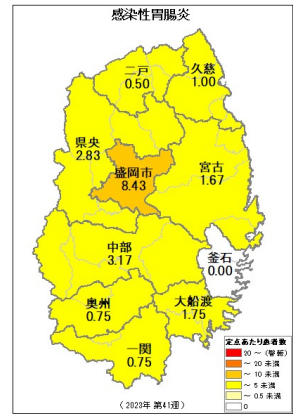 感染性胃腸炎
二戸
0.50
久慈
1.00
県央
2.83
盛岡市
8.43
宮古
1.67
中部
3.17
釜石
0.00
奥州
0.75
大船渡
1.75
一関
0.75
定点あたり患者数
20 ~ (警報)
~ 20 未満
~ 10 未満
~ 5 未満
~ 0.5 未満
0
(2023年 第41週)